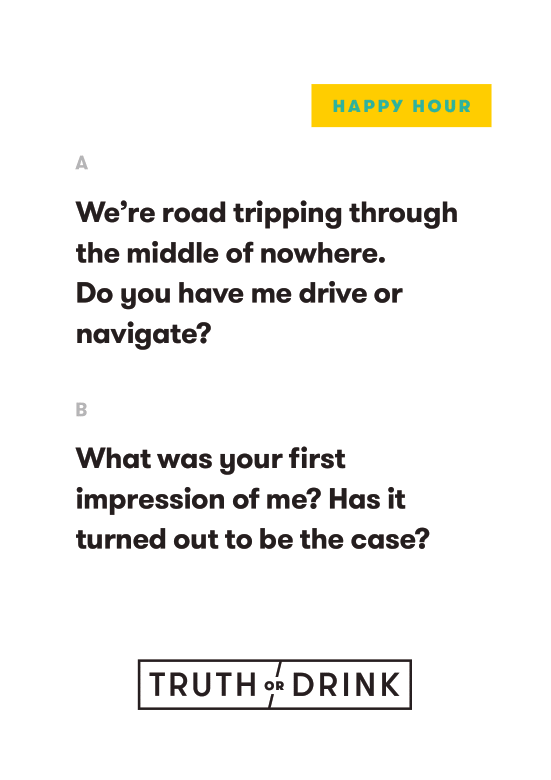 HAPPY HOUR
A
We’re road tripping through
the middle of nowhere.
Do you have me drive or
navigate?
B
What was your first
impression of me? Has it
turned out to be the case?
TRUTH OR DRINK